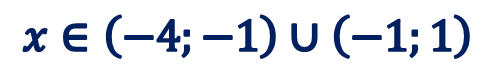 x ∈ (−4; −1) ∪ (−1; 1)